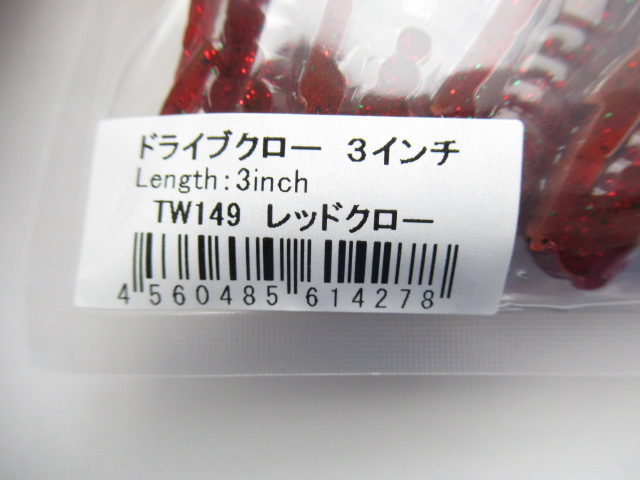 ドライブクロー 3インチ
Length:3inch
TW149 レッドクロー
4 560485 614278